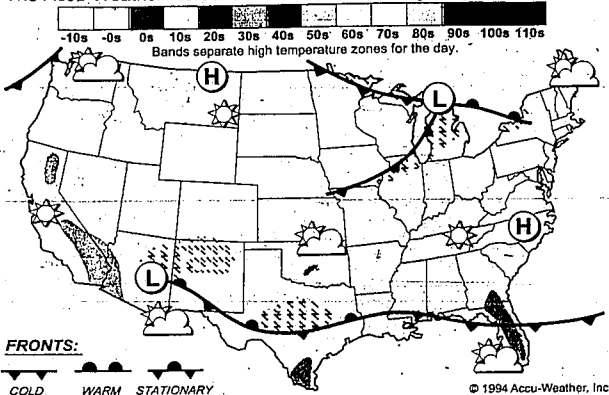 -10s -0s 0s 10s 20s 30s 40s 50s 60s 70s 80s 90s 100s 110s
Bands separate high temperature zones for the day.
H
L
H
L
FRONTS:
COLD WARM STATIONARY
© 1994 Accu-Weather, Inc